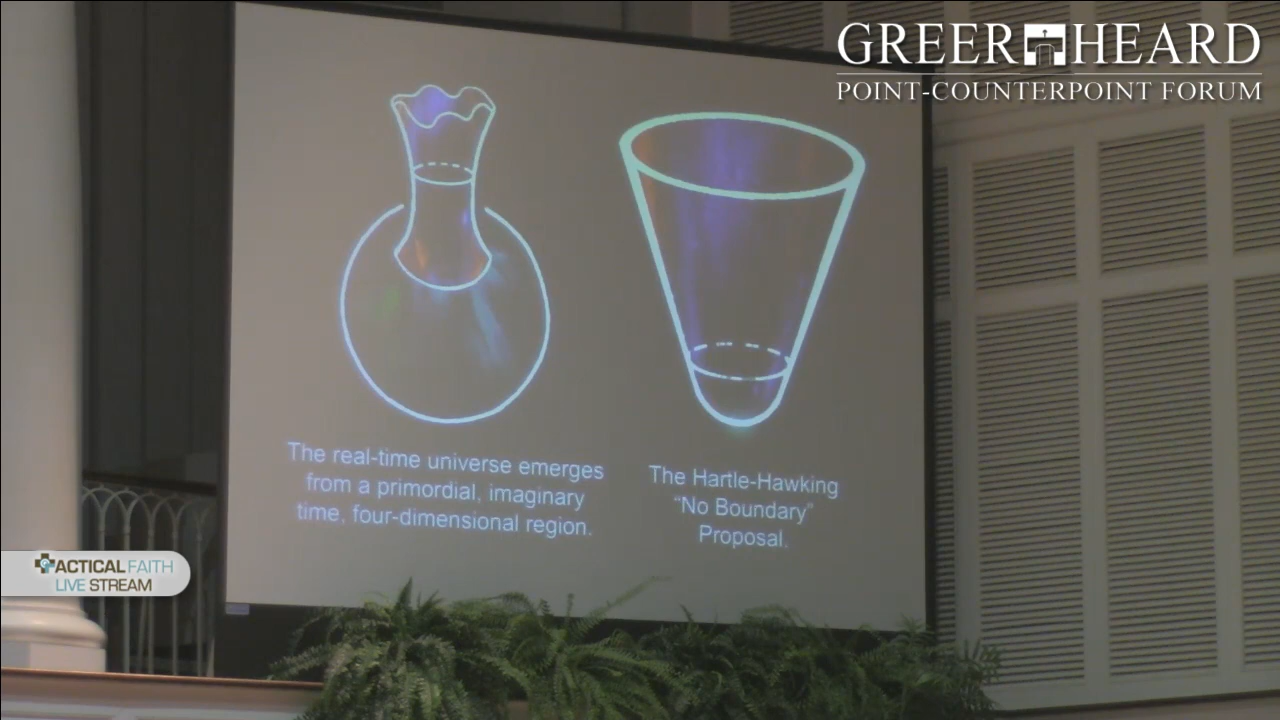 GREER HEARD
POINT-COUNTERPOINT FORUM
The real-time universe emerges
from a primordial, imaginary
time, four-dimensional region.
The Hartle-Hawking
"No Boundary"
Proposal.
TACTICAL FAITH
LIVE STREAM